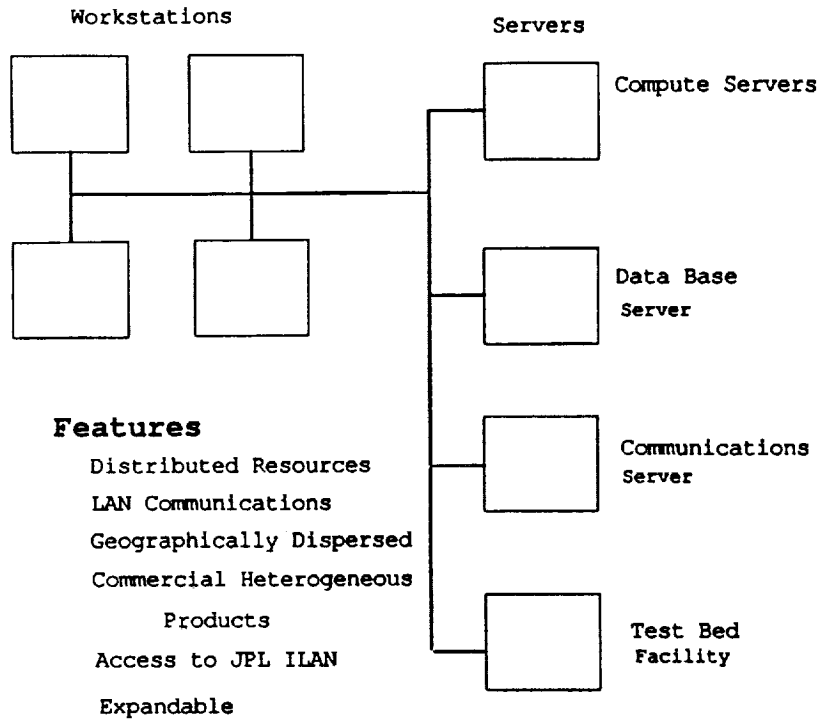 Workstations
Servers
Compute Servers
Data Base
Server
Communications
Server
Test Bed
Facility
Features
Distributed Resources
LAN Communications
Geographically Dispersed
Commercial Heterogeneous
Products
Access to JPL ILAN
Expandable